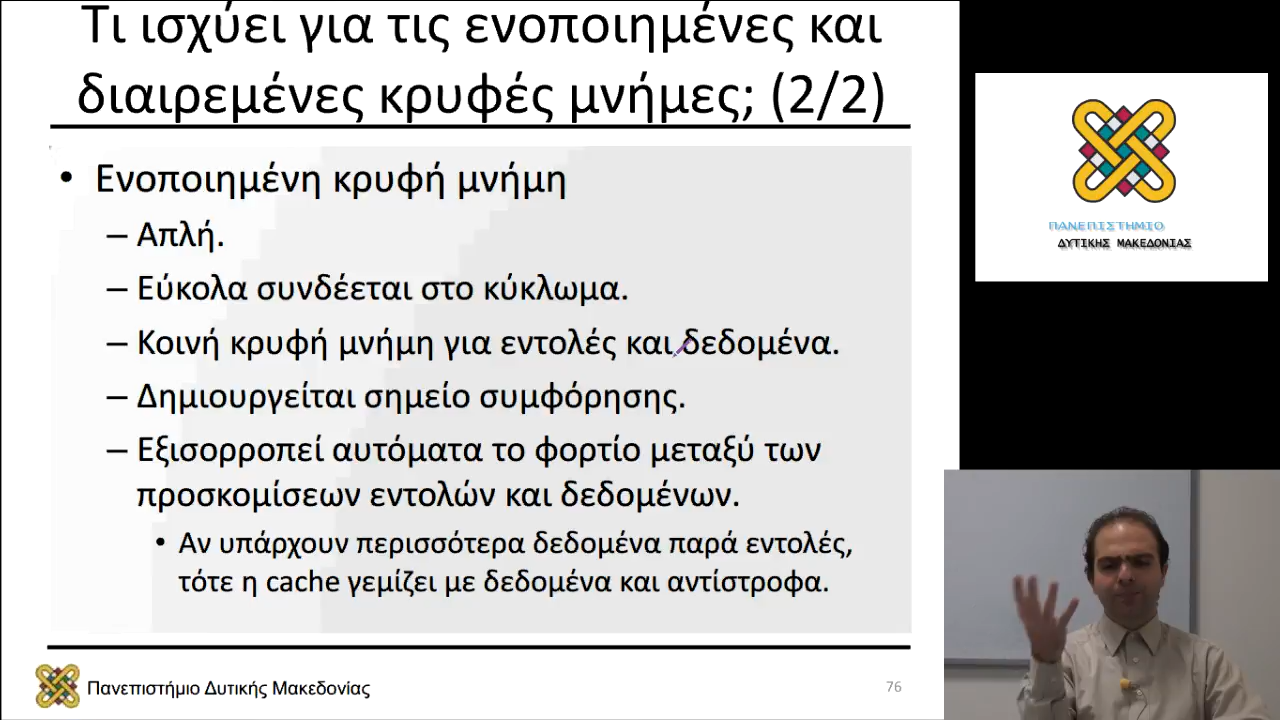 Τι ισχύει για τις ενοποιημένες και
διαιρεμένες κρυφές μνήμες; (2/2)
• Ενοποιημένη κρυφή μνήμη
– Απλή.
– Εύκολα συνδέεται στο κύκλωμα.
– Κοινή κρυφή μνήμη για εντολές και δεδομένα.
– Δημιουργείται σημείο συμφόρησης.
– Εξισορροπεί αυτόματα το φορτίο μεταξύ των
προσκομίσεων εντολών και δεδομένων.
• Αν υπάρχουν περισσότερα δεδομένα παρά εντολές,
τότε η cache γεμίζει με δεδομένα και αντίστροφα.
Πανεπιστήμιο Δυτικής Μακεδονίας
76
ΠΑΝΕΠΙΣΤΗΜΙΟ
ΔΥΤΙΚΗΣ ΜΑΚΕΔΟΝΙΑΣ